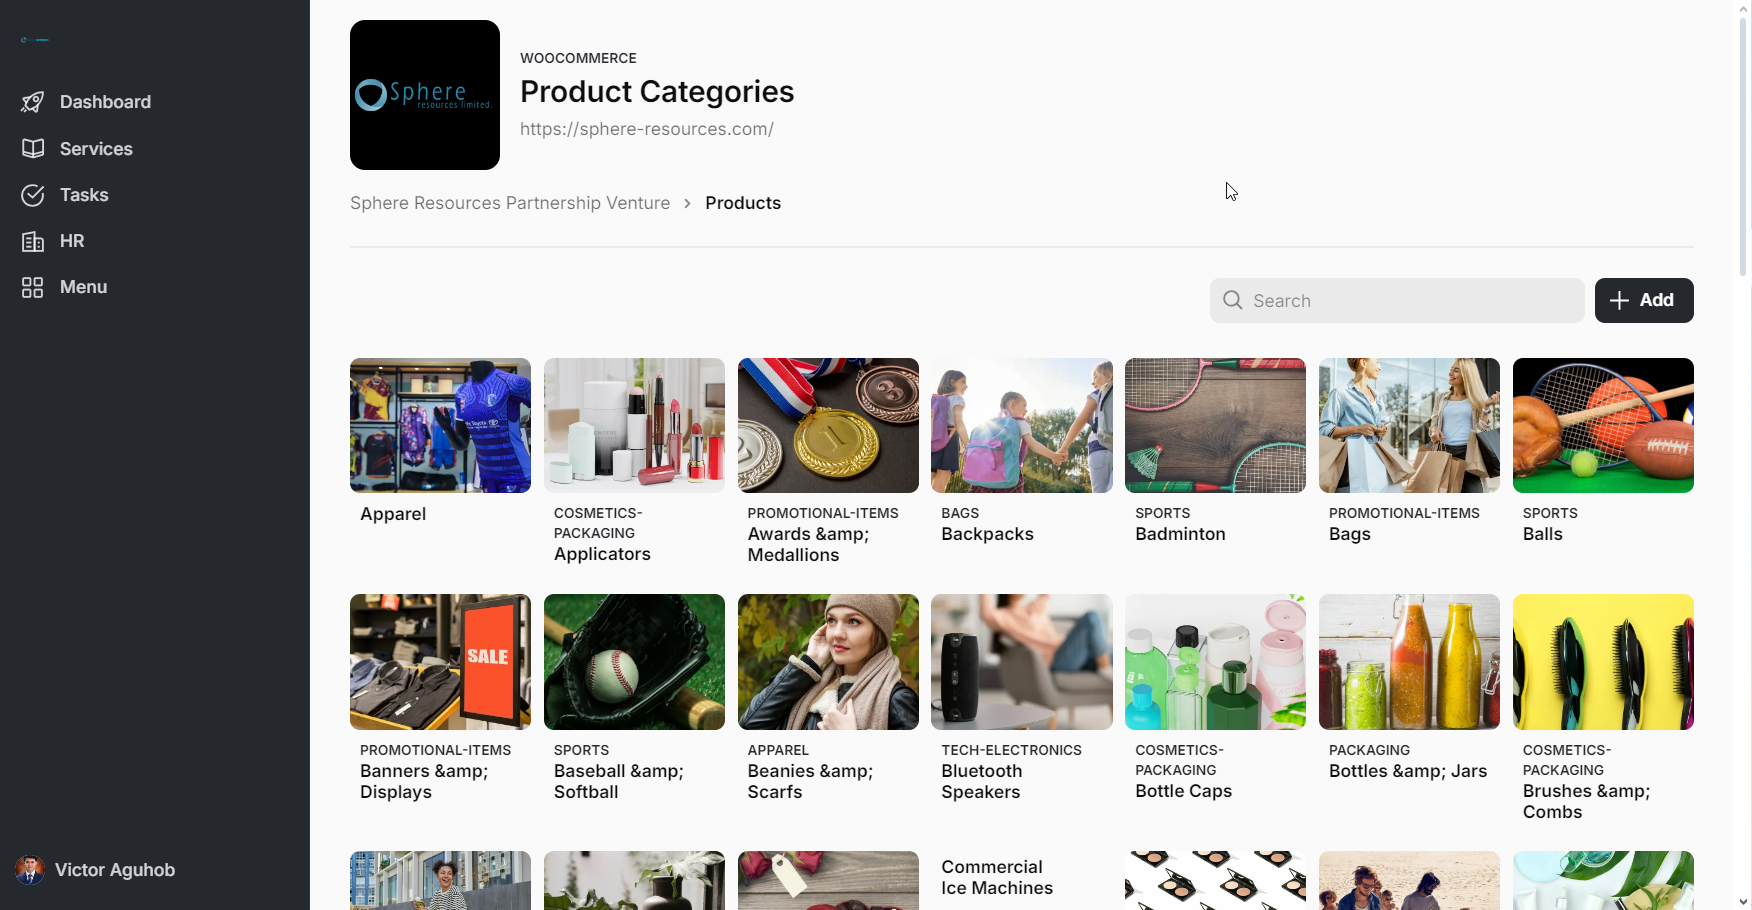 Sphere
resources limited.
WOOCOMMERCE
Product Categories
https://sphere-resources.com/
Dashboard
Services
Tasks
HR
Menu
Sphere Resources Partnership Venture > Products
Search
+ Add
Apparel
COSMETICS-
PACKAGING
Applicators
PROMOTIONAL-ITEMS
Awards &amp;
Medallions
BAGS
Backpacks
SPORTS
Badminton
PROMOTIONAL-ITEMS
Bags
SPORTS
Balls
SALE
PROMOTIONAL-ITEMS
Banners &amp;
Displays
SPORTS
Baseball &amp;
Softball
APPAREL
Beanies &amp;
Scarfs
TECH-ELECTRONICS
Bluetooth
Speakers
COSMETICS-
PACKAGING
Bottle Caps
PACKAGING
Bottles &amp; Jars
COSMETICS-
PACKAGING
Brushes &amp;
Combs
Commercial
Ice Machines
Victor Aguhob